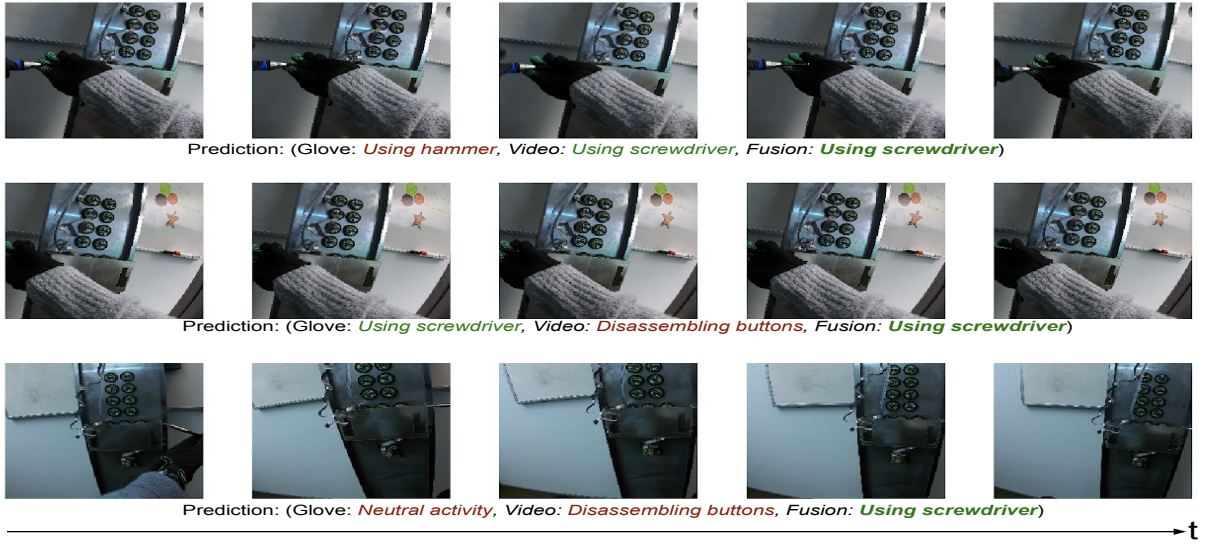 Prediction: (Glove: Using hammer, Video: Using screwdriver, Fusion: Using screwdriver)
Prediction: (Glove: Using screwdriver, Video: Disassembling buttons, Fusion: Using screwdriver)
Prediction: (Glove: Neutral activity, Video: Disassembling buttons, Fusion: Using screwdriver)
t